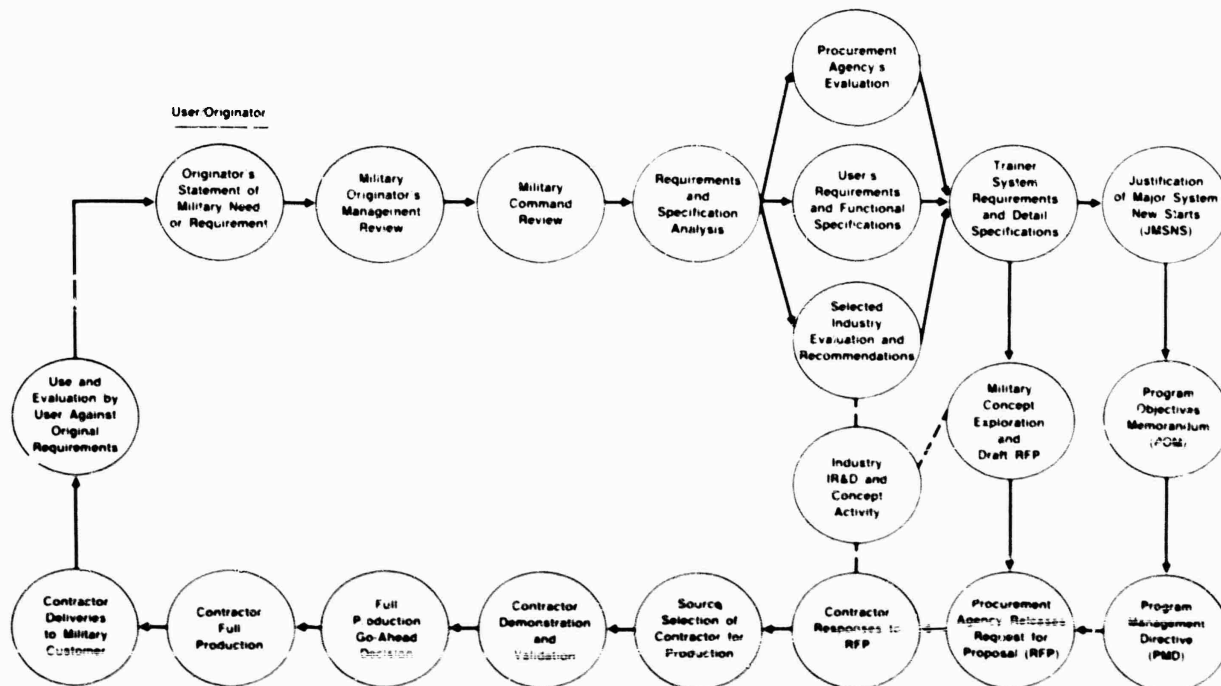 User/Originator
Originator's
Statement of
Military Need
or Requirement
Military
Originator's
Management
Review
Military
Command
Review
Requirements
and
Specification
Analysis
Procurement
Agency's
Evaluation
User's
Requirements
and Functional
Specifications
Selected
Industry
Evaluation and
Recommendations
Trainer
System
Requirements
and Detail
Specifications
Justification
of Major System
New Starts
(JMSNS)
Use and
Evaluation by
User Against
Original
Requirements
Industry
IR&D and
Concept
Activity
Military
Concept
Exploration
and
Draft RFP
Program
Objectives
Memorandum
(POM)
Contractor
Deliveries
to Military
Customer
Contractor
Full
Production
Full
Production
Go-Ahead
Decision
Contractor
Demonstration
and
Validation
Source
Selection of
Contractor for
Production
Contractor
Responses to
RFP
Procurement
Agency Releases
Request for
Proposal (RFP)
Program
Management
Directive
(PMD)